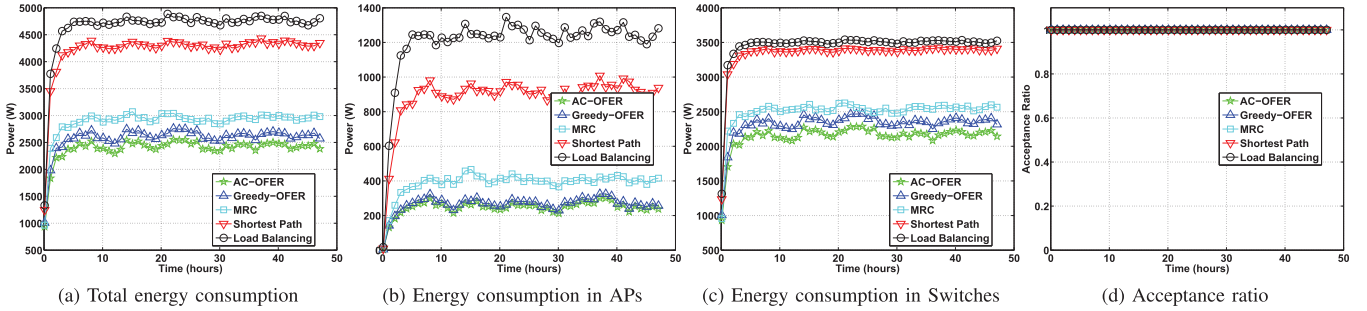 5000
4500
4000
3500
3000
2500
2000
1500
1000
500
Power (W)
0
10
20
30
40
50
Time (hours)
AC-OFER
Greedy-OFER
MRC
Shortest Path
Load Balancing
(a) Total energy consumption
1400
1200
1000
800
600
400
200
0
Power (W)
0
10
20
30
40
50
Time (hours)
AC-OFER
Greedy-OFER
MRC
Shortest Path
Load Balancing
(b) Energy consumption in APs
4000
3500
3000
2500
2000
1500
1000
500
Power (W)
0
10
20
30
40
50
Time (hours)
AC-OFER
Greedy-OFER
MRC
Shortest Path
Load Balancing
(c) Energy consumption in Switches
1
0.8
0.6
0.4
0.2
0
Acceptance Ratio
0
10
20
30
40
50
Time (hours)
AC-OFER
Greedy-OFER
MRC
Shortest Path
Load Balancing
(d) Acceptance ratio